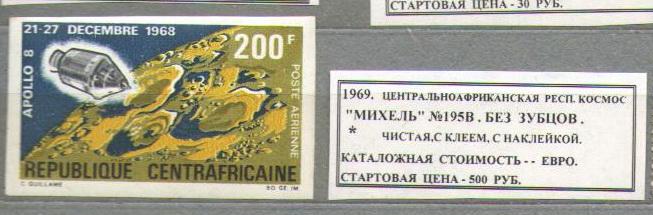 СТАРТОВАЯ ЦЕНА - 30 РУБ.
21-27 DECEMBRE 1968
200F
APOLLO 8
POSTE AERIENNE
REPUBLIQUE CENTRAFRICAINE
C. GUILLAME
SO. GE. IM
1969. ЦЕНТРАЛЬНОАФРИКАНСКАЯ РЕСП. КОСМОС
"МИХЕЛЬ" №195B . БЕЗ ЗУБЦОВ .
* ЧИСТАЯ,С КЛЕЕМ, С НАКЛЕЙКОЙ.
КАТАЛОЖНАЯ СТОИМОСТЬ - - ЕВРО.
СТАРТОВАЯ ЦЕНА - 500 РУБ.